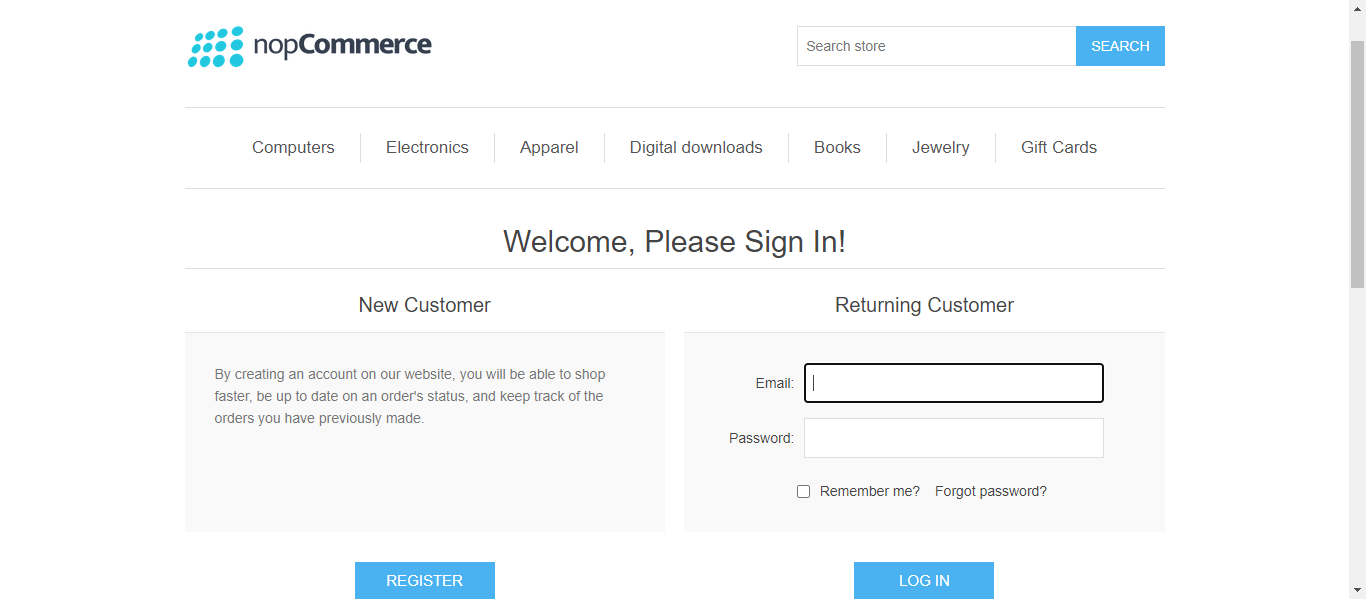 nopCommerce
Search store
SEARCH
Computers
Electronics
Apparel
Digital downloads
Books
Jewelry
Gift Cards
Welcome, Please Sign In!
New Customer
By creating an account on our website, you will be able to shop
faster, be up to date on an order's status, and keep track of the
orders you have previously made.
REGISTER
Returning Customer
Email:
Password:
Remember me?
Forgot password?
LOG IN